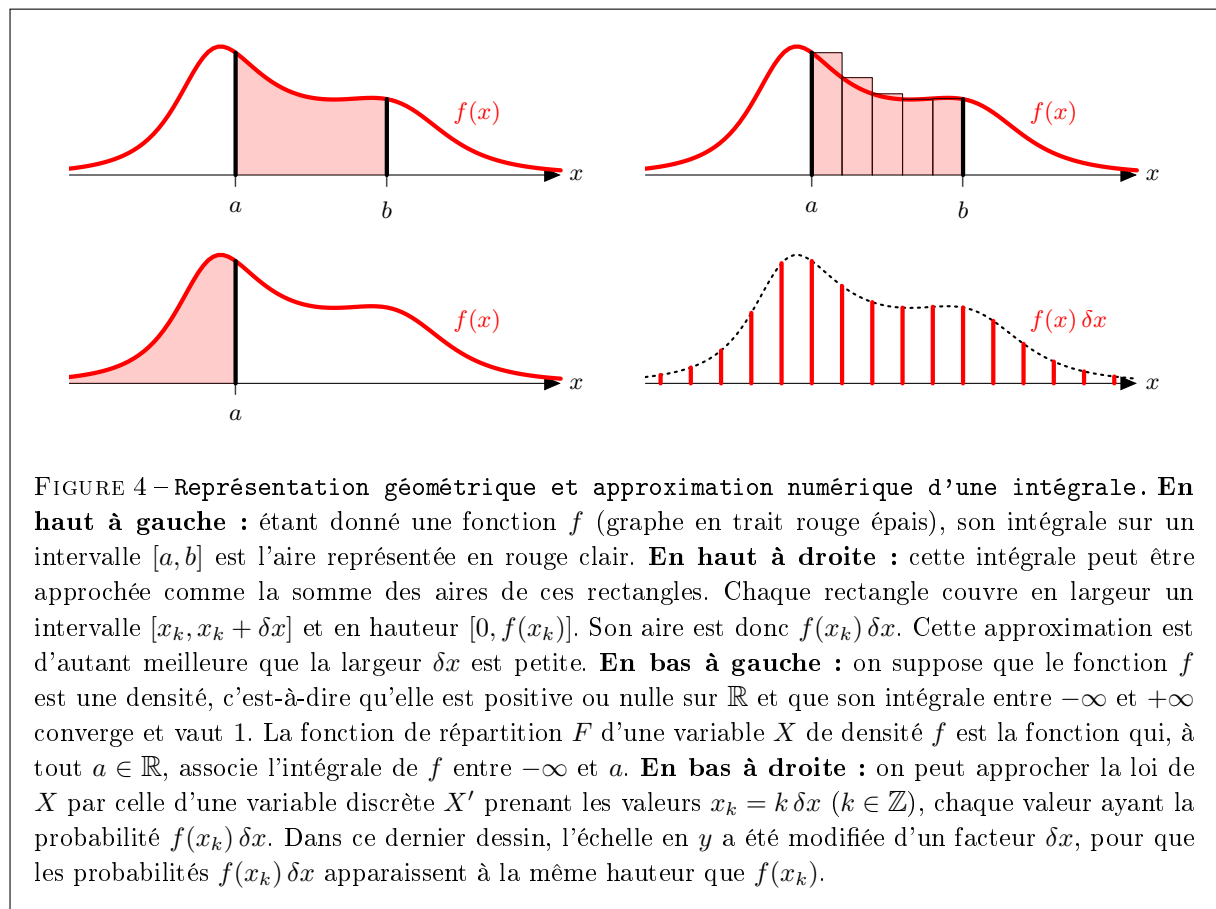 f(x)
x
a
b
f(x)
x
a
b
f(x)
x
a
f(x) δx
x
FIGURE 4 – Représentation géométrique et approximation numérique d'une intégrale. En
haut à gauche : étant donné une fonction f (graphe en trait rouge épais), son intégrale sur un
intervalle [a, b] est l'aire représentée en rouge clair. En haut à droite : cette intégrale peut être
approchée comme la somme des aires de ces rectangles. Chaque rectangle couvre en largeur un
intervalle [xₖ, xₖ + δx] et en hauteur [0, f(xₖ)]. Son aire est donc f(xₖ) δx. Cette approximation est
d'autant meilleure que la largeur δx est petite. En bas à gauche : on suppose que le fonction f
est une densité, c'est-à-dire qu'elle est positive ou nulle sur ℝ et que son intégrale entre −∞ et +∞
converge et vaut 1. La fonction de répartition F d'une variable X de densité f est la fonction qui, à
tout a ∈ ℝ, associe l'intégrale de f entre −∞ et a. En bas à droite : on peut approcher la loi de
X par celle d'une variable discrète X′ prenant les valeurs xₖ = k δx (k ∈ ℤ), chaque valeur ayant la
probabilité f(xₖ) δx. Dans ce dernier dessin, l'échelle en y a été modifiée d'un facteur δx, pour que
les probabilités f(xₖ) δx apparaissent à la même hauteur que f(xₖ).